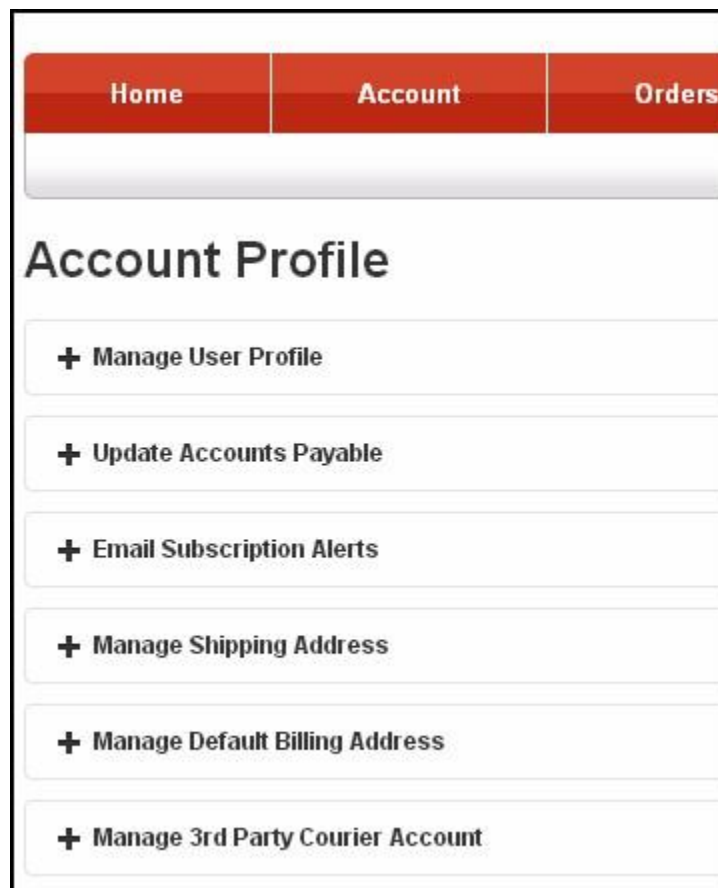 Home Account Orders
Account Profile
Manage User Profile
Update Accounts Payable
Email Subscription Alerts
Manage Shipping Address
Manage Default Billing Address
Manage 3rd Party Courier Account